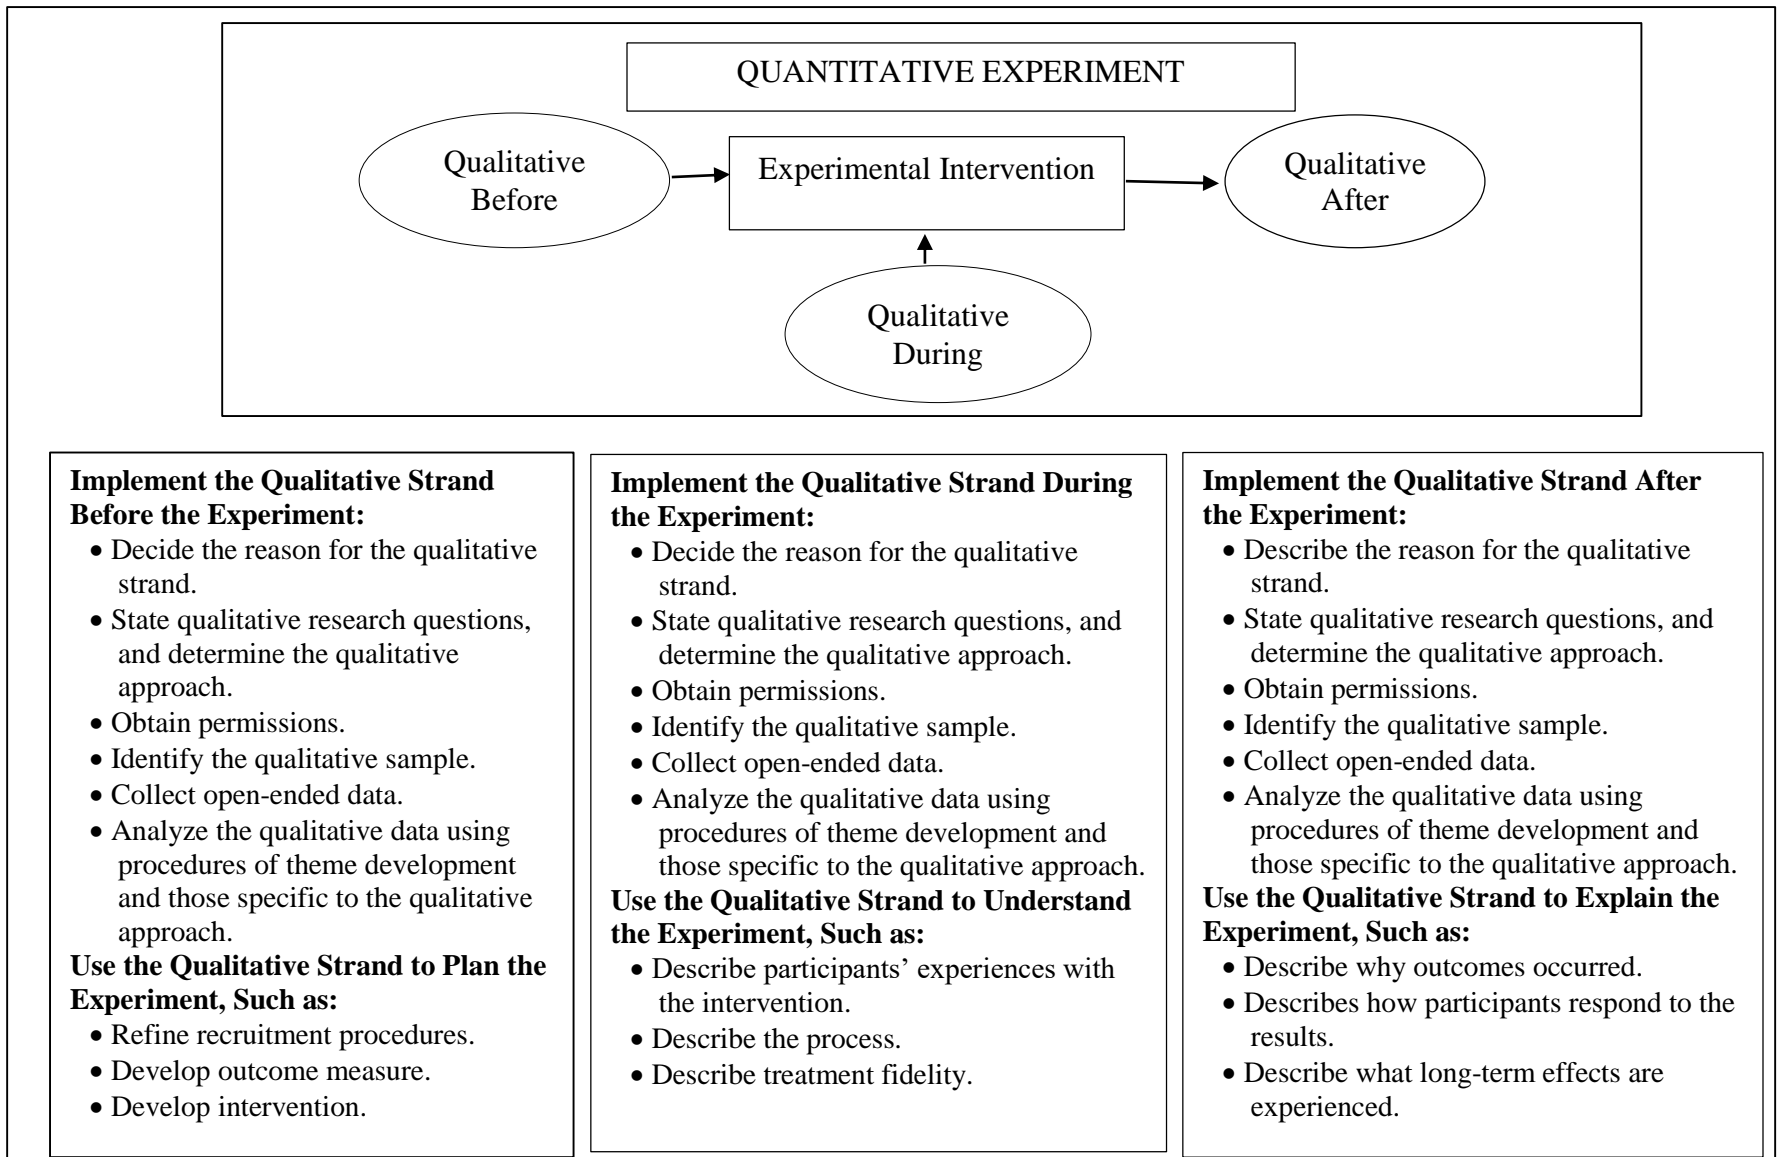 QUANTITATIVE EXPERIMENT
Qualitative
Before
Experimental Intervention
Qualitative
After
Qualitative
During
Implement the Qualitative Strand
Before the Experiment:
• Decide the reason for the qualitative
strand.
• State qualitative research questions,
and determine the qualitative
approach.
• Obtain permissions.
• Identify the qualitative sample.
• Collect open-ended data.
• Analyze the qualitative data using
procedures of theme development
and those specific to the qualitative
approach.
Use the Qualitative Strand to Plan the
Experiment, Such as:
• Refine recruitment procedures.
• Develop outcome measure.
• Develop intervention.
Implement the Qualitative Strand During
the Experiment:
• Decide the reason for the qualitative
strand.
• State qualitative research questions, and
determine the qualitative approach.
• Obtain permissions.
• Identify the qualitative sample.
• Collect open-ended data.
• Analyze the qualitative data using
procedures of theme development and
those specific to the qualitative approach.
Use the Qualitative Strand to Understand
the Experiment, Such as:
• Describe participants’ experiences with
the intervention.
• Describe the process.
• Describe treatment fidelity.
Implement the Qualitative Strand After
the Experiment:
• Describe the reason for the qualitative
strand.
• State qualitative research questions, and
determine the qualitative approach.
• Obtain permissions.
• Identify the qualitative sample.
• Collect open-ended data.
• Analyze the qualitative data using
procedures of theme development and
those specific to the qualitative approach.
Use the Qualitative Strand to Explain the
Experiment, Such as:
• Describe why outcomes occurred.
• Describes how participants respond to the
results.
• Describe what long-term effects are
experienced.